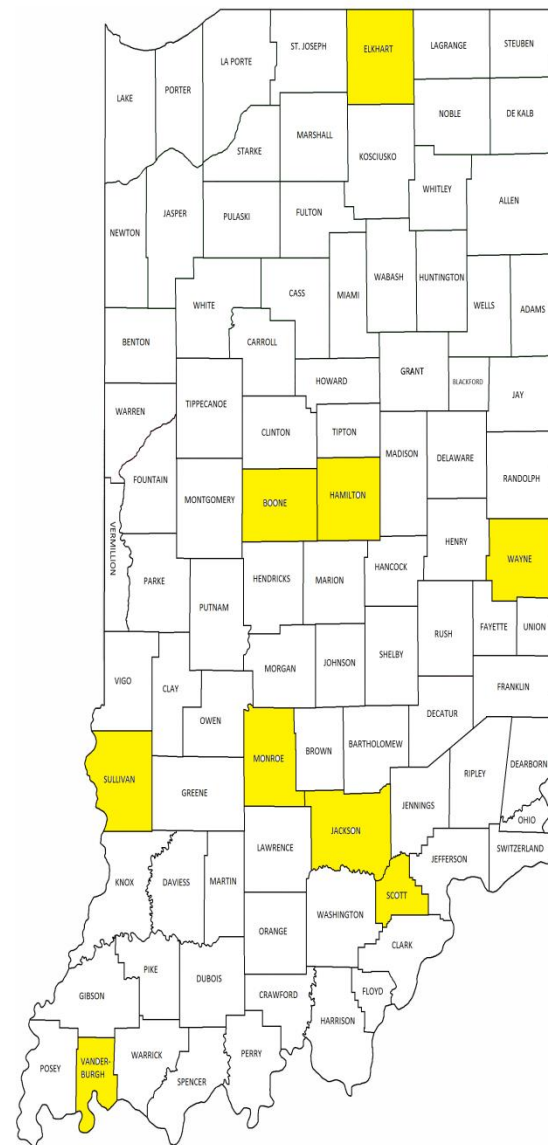 ST. JOSEPH
ELKHART
LAGRANGE
STEUBEN
LA PORTE
PORTER
LAKE
NOBLE
DE KALB
MARSHALL
KOSCIUSKO
STARKE
WHITLEY
ALLEN
JASPER
PULASKI
FULTON
NEWTON
WABASH
HUNTINGTON
CASS
MIAMI
WHITE
WELLS
ADAMS
BENTON
CARROLL
GRANT
HOWARD
BLACKFORD
JAY
WARREN
TIPPECANOE
CLINTON
TIPTON
MADISON
DELAWARE
FOUNTAIN
RANDOLPH
MONTGOMERY
BOONE
HAMILTON
VERMILLION
HENRY
WAYNE
PARKE
HENDRICKS
MARION
HANCOCK
PUTNAM
RUSH
FAYETTE
UNION
SHELBY
MORGAN
JOHNSON
VIGO
CLAY
FRANKLIN
OWEN
DECATUR
MONROE
BROWN
BARTHOLOMEW
SULLIVAN
GREENE
RIPLEY
DEARBORN
JENNINGS
JACKSON
OHIO
LAWRENCE
SWITZERLAND
JEFFERSON
KNOX
DAVIESS
MARTIN
SCOTT
WASHINGTON
ORANGE
CLARK
PIKE
DUBOIS
GIBSON
CRAWFORD
FLOYD
HARRISON
POSEY
VANDER-
BURGH
WARRICK
PERRY
SPENCER